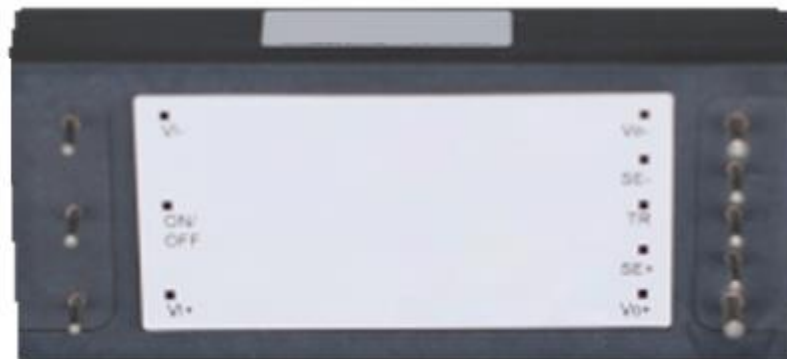 Vi-
Vo-
SE-
ON/
OFF
TR
SE+
Vi+
Vo+